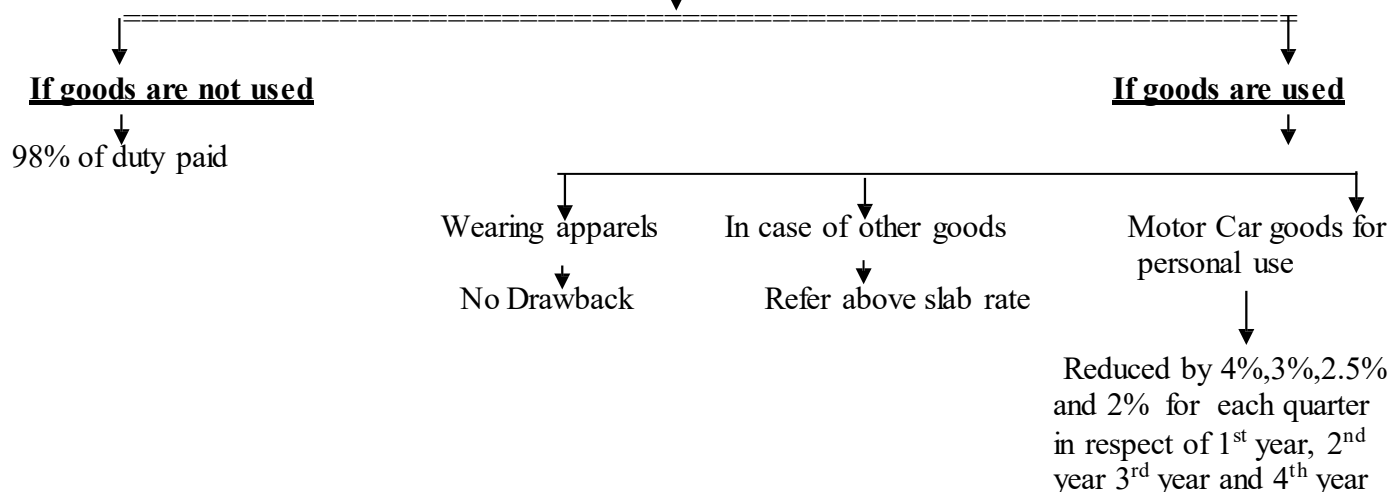 If goods are not used
If goods are used
98% of duty paid
Wearing apparels
In case of other goods
Motor Car goods for
personal use
No Drawback
Refer above slab rate
Reduced by 4%,3%,2.5%
and 2% for each quarter
in respect of 1st year, 2nd
year 3rd year and 4th year